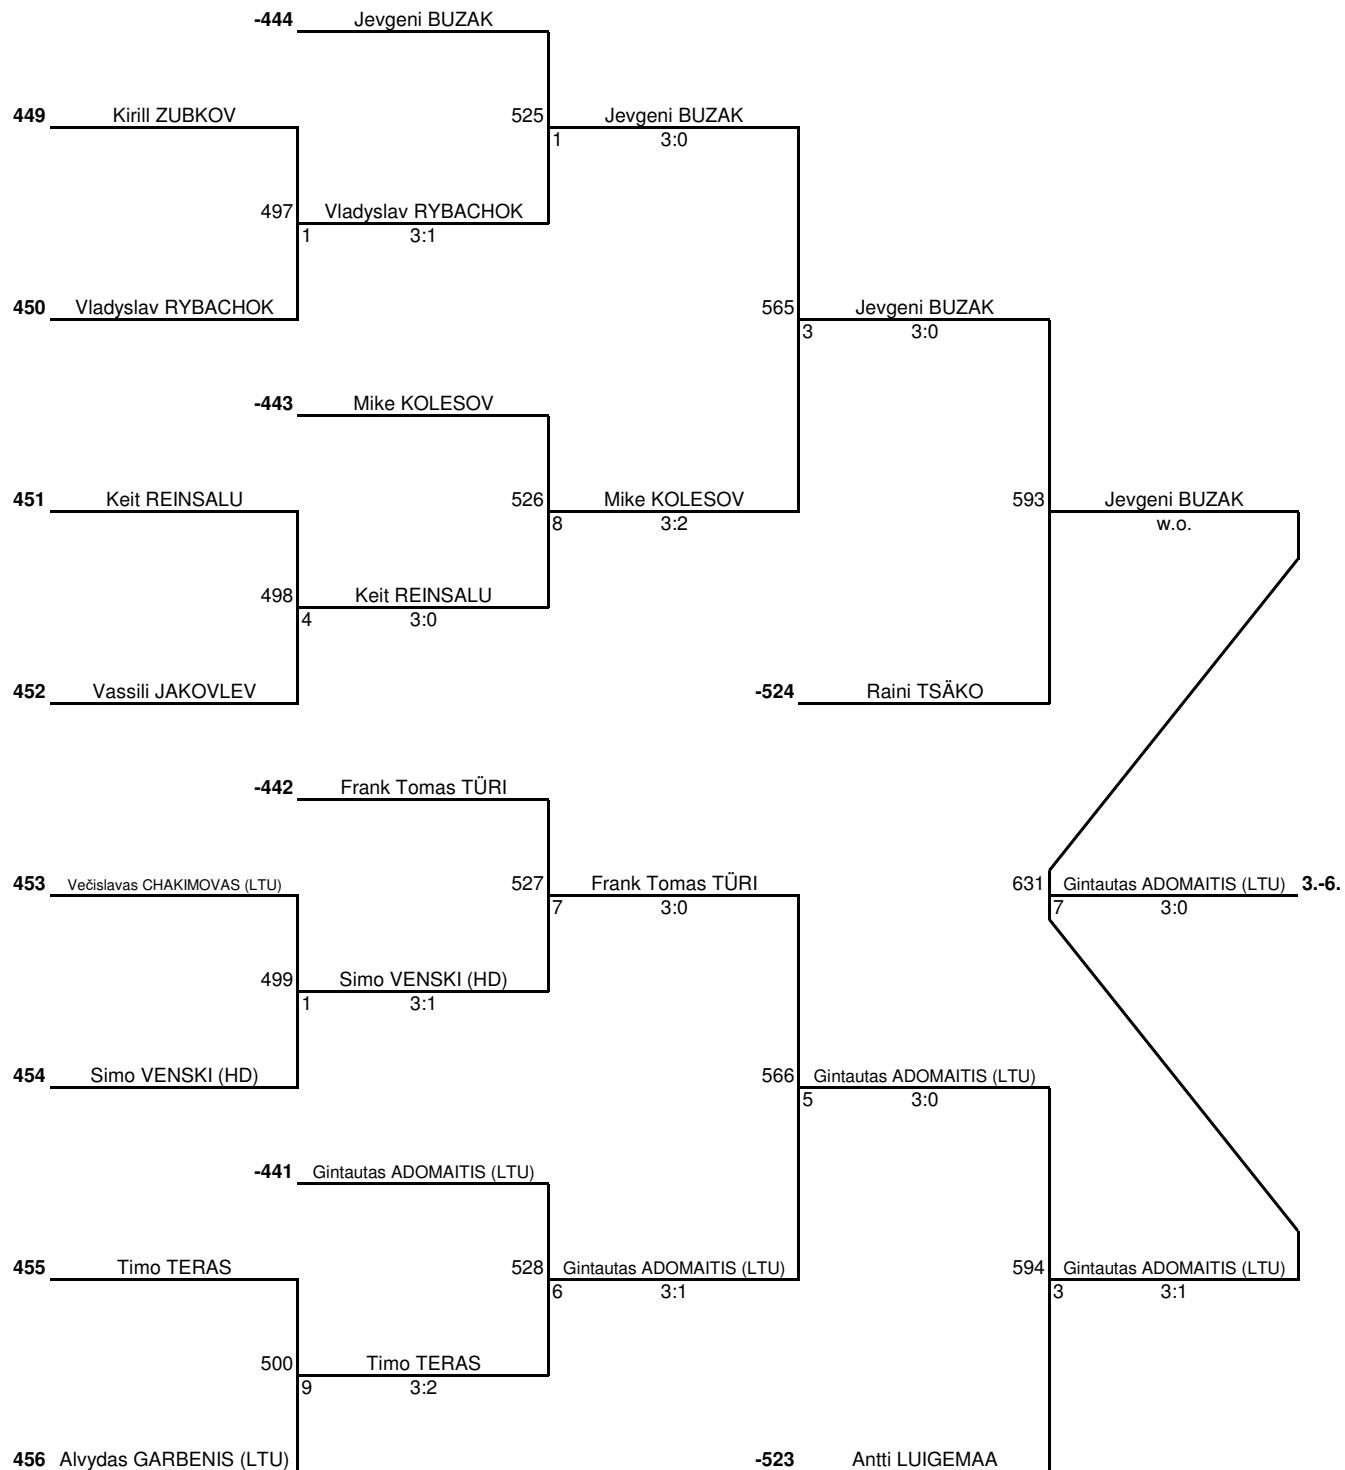 -444 Jevgeni BUZAK
449 Kirill ZUBKOV 525 Jevgeni BUZAK
1 3:0
497 Vladyslav RYBACHOK
1 3:1
450 Vladyslav RYBACHOK 565 Jevgeni BUZAK
3 3:0
-443 Mike KOLESOV
451 Keit REINSALU 526 Mike KOLESOV 593 Jevgeni BUZAK
8 3:2 w.o.
498 Keit REINSALU
4 3:0
452 Vassili JAKOVLEV -524 Raini TSÄKO
-442 Frank Tomas TÜRI
453 Večislavas CHAKIMOVAS (LTU) 527 Frank Tomas TÜRI 631 Gintautas ADOMAITIS (LTU) 3.-6.
7 3:0 7 3:0
499 Simo VENSKI (HD)
1 3:1
454 Simo VENSKI (HD) 566 Gintautas ADOMAITIS (LTU)
5 3:0
-441 Gintautas ADOMAITIS (LTU)
455 Timo TERAS 528 Gintautas ADOMAITIS (LTU) 594 Gintautas ADOMAITIS (LTU)
6 3:1 3 3:1
500 Timo TERAS
9 3:2
456 Alvydas GARBENIS (LTU) -523 Antti LUIGEMAA